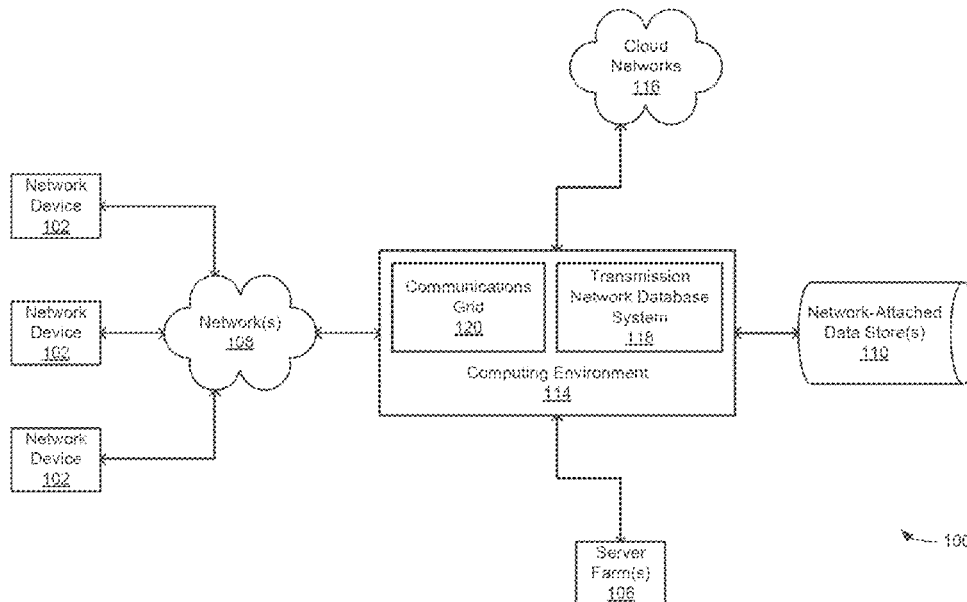 Cloud
Networks
116
Network
Device
102
Network
Device
102
Network
Device
102
Network(s)
108
Communications
Grid
120
Transmission
Network Database
System
118
Computing Environment
114
Network-Attached
Data Store(s)
110
Server
Farm(s)
106
100